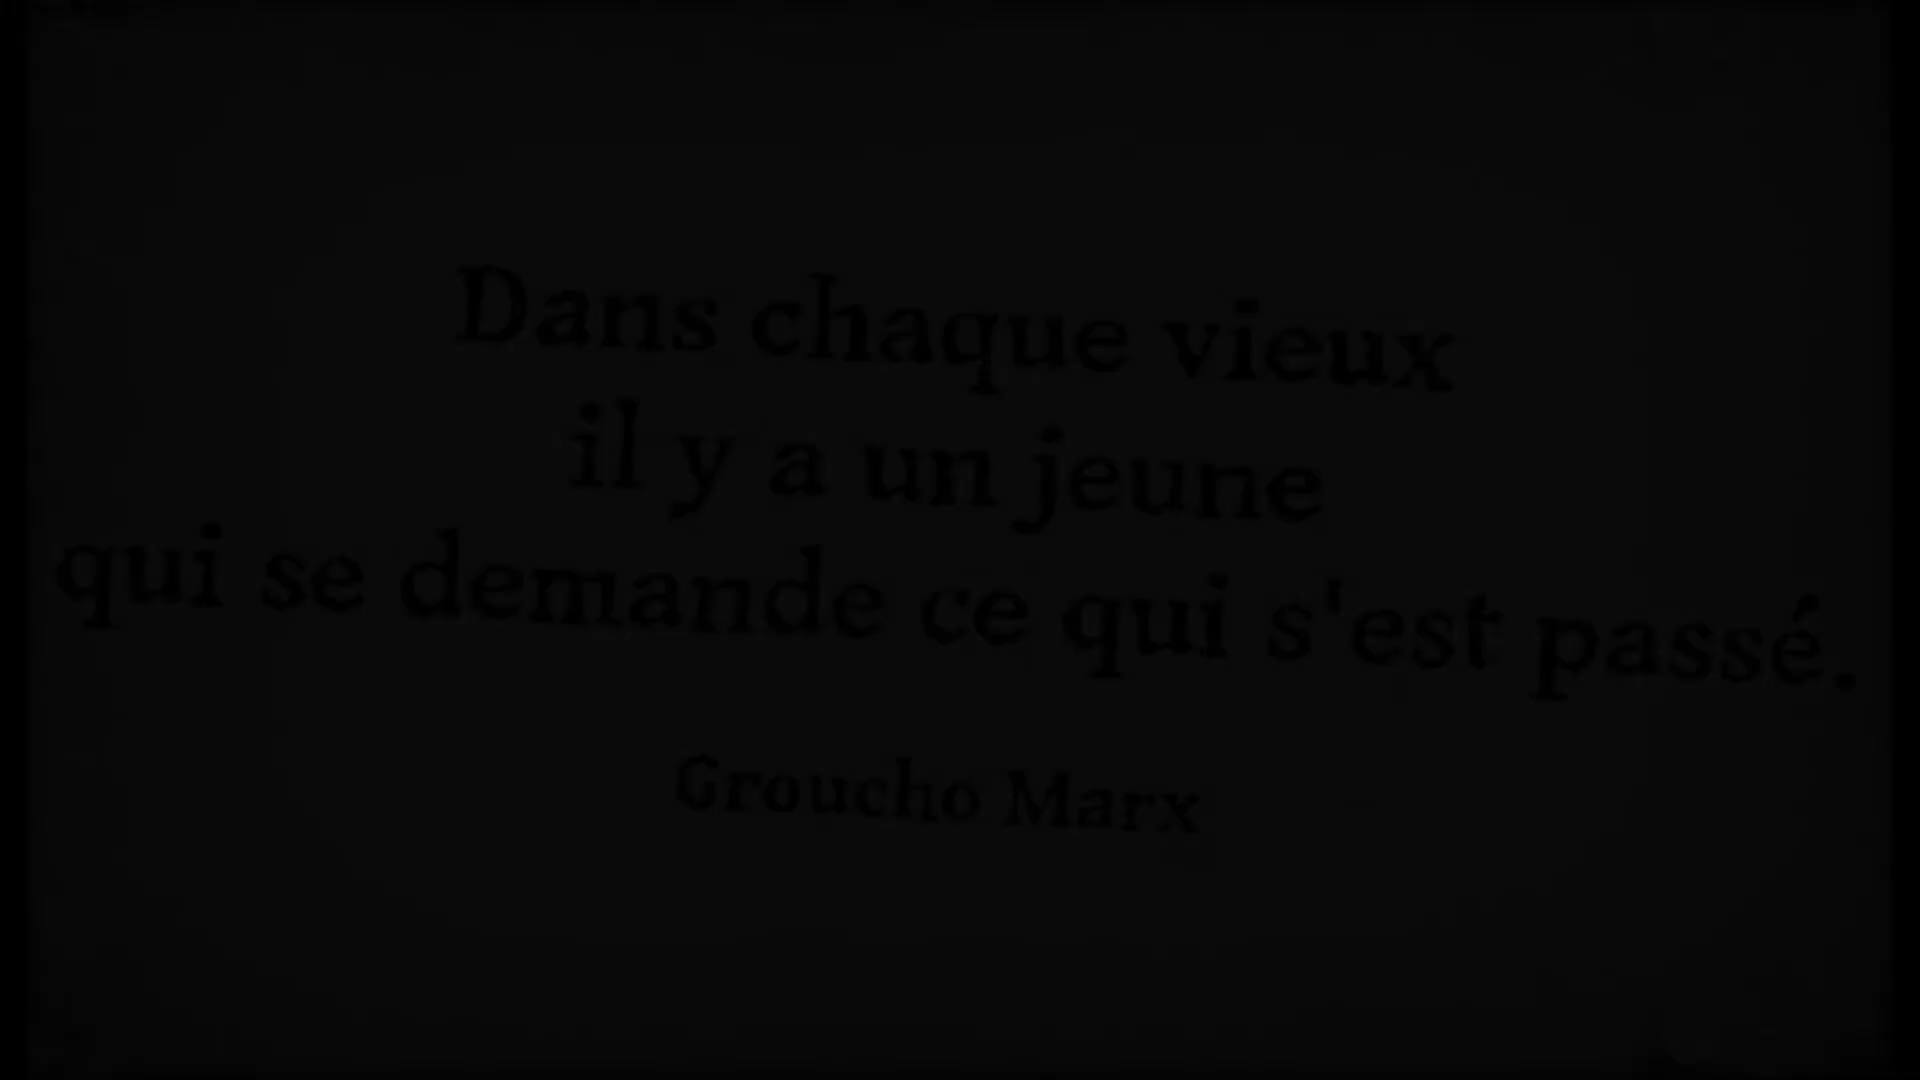 Dans chaque vieux
il y a un jeune
qui se demande ce qui s'est passé.
Groucho Marx